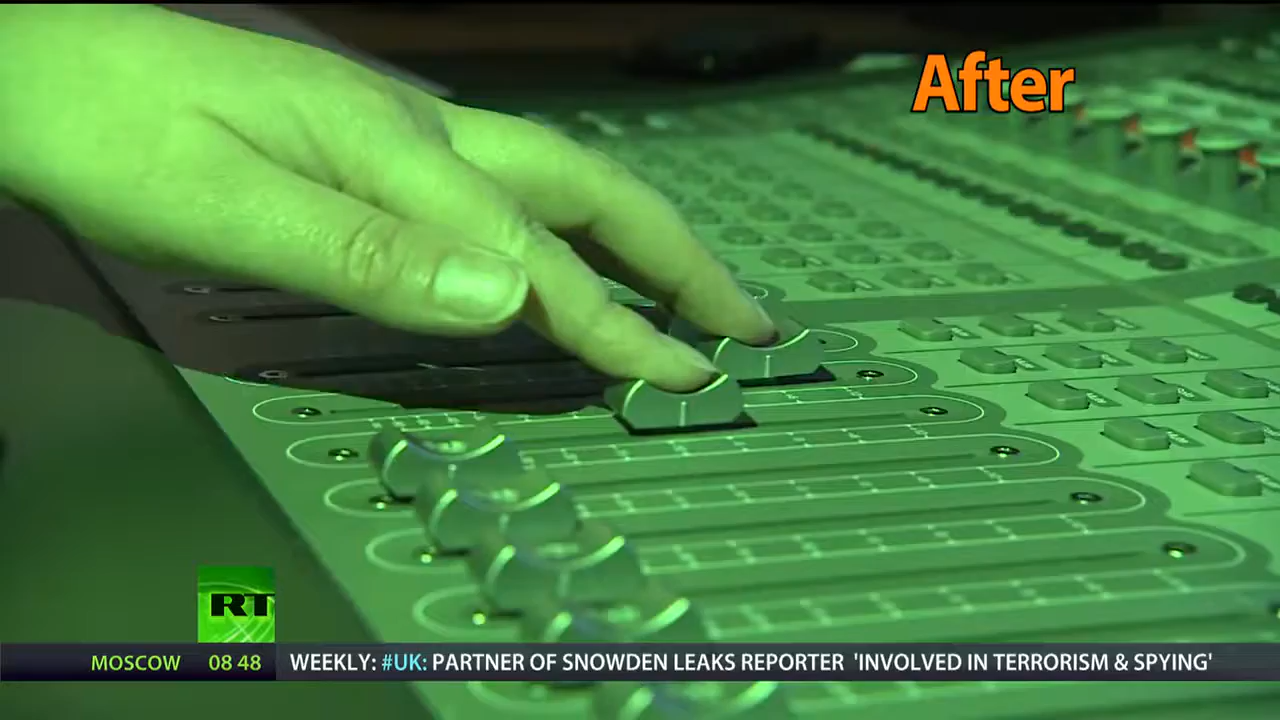 After
RT
MOSCOW 08 48 WEEKLY: #UK: PARTNER OF SNOWDEN LEAKS REPORTER 'INVOLVED IN TERRORISM & SPYING'